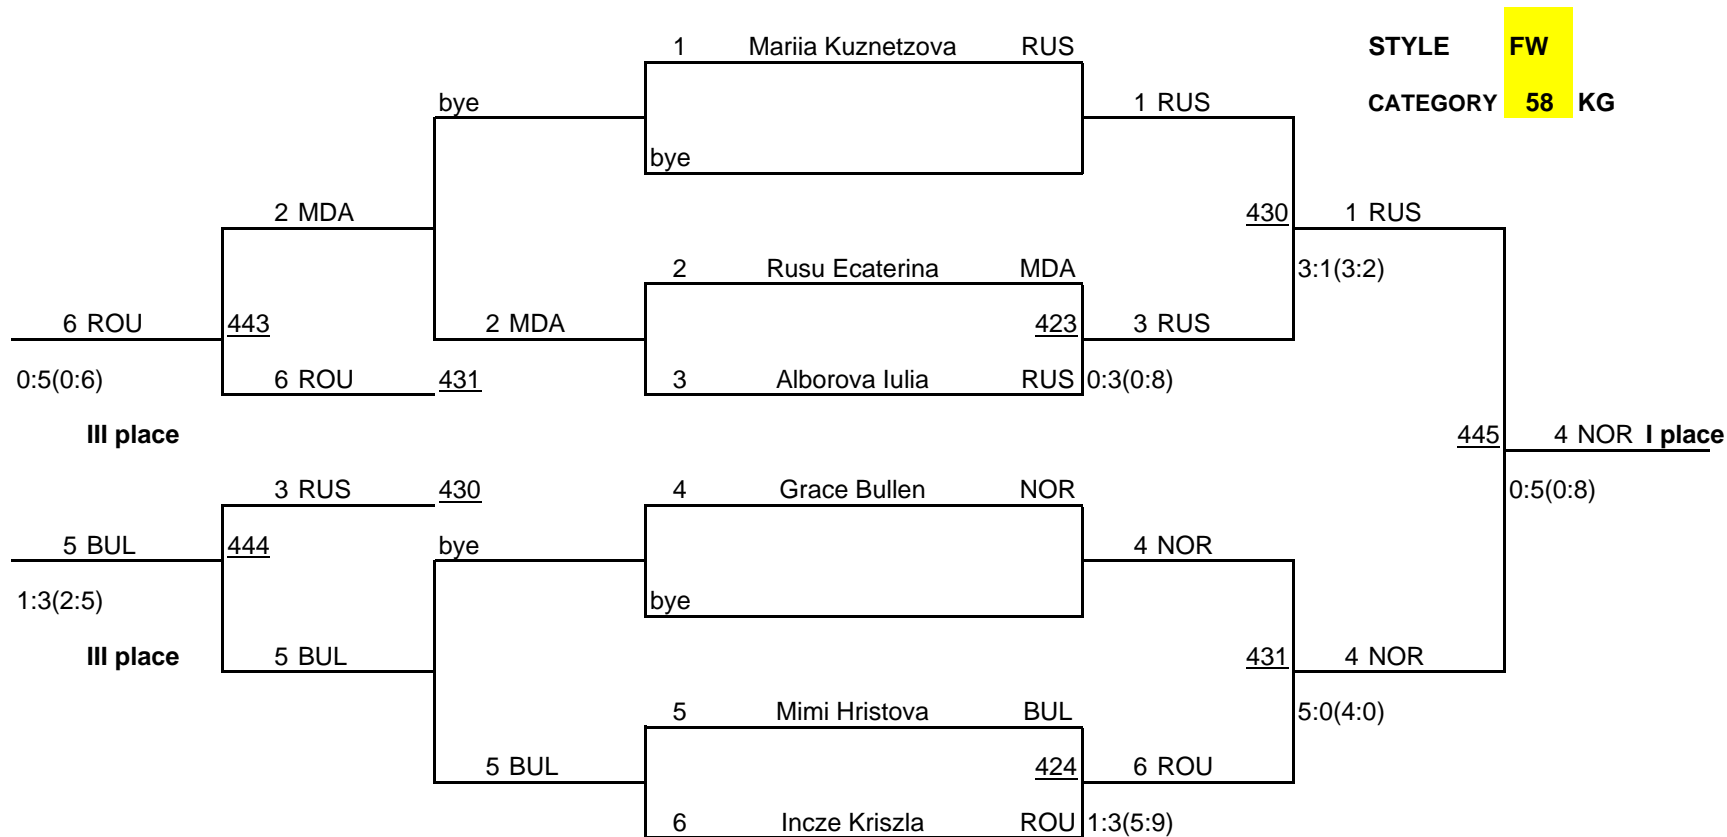 1 Mariia Kuznetzova RUS STYLE FW
bye 1 RUS CATEGORY 58 KG
bye
2 MDA 430 1 RUS
2 Rusu Ecaterina MDA 3:1(3:2)
6 ROU 443 2 MDA 423 3 RUS
0:5(0:6) 6 ROU 431 3 Alborova Iulia RUS 0:3(0:8)
III place 445 4 NOR I place
3 RUS 430 4 Grace Bullen NOR 0:5(0:8)
5 BUL 444 bye 4 NOR
1:3(2:5) bye
III place 5 BUL 431 4 NOR
5 Mimi Hristova BUL 5:0(4:0)
5 BUL 424 6 ROU
6 Incze Kriszla ROU 1:3(5:9)